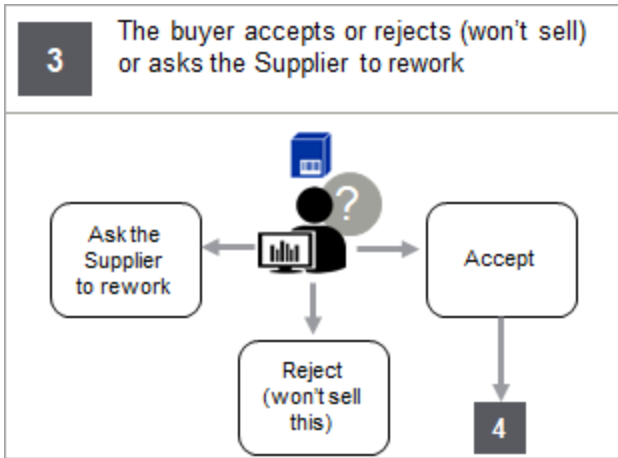 3
The buyer accepts or rejects (won't sell)
or asks the Supplier to rework
?
Ask the
Supplier
to rework
Accept
Reject
(won't sell
this)
4